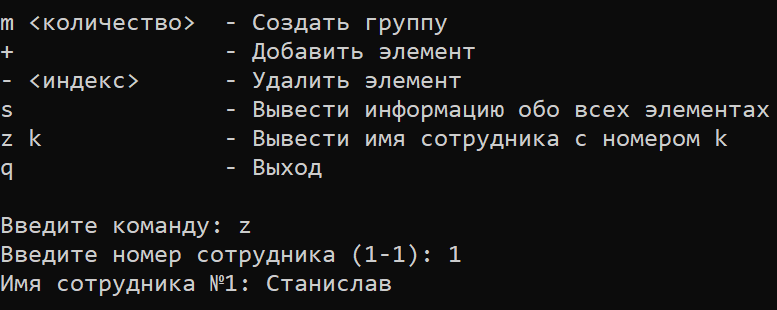 m <количество>  - Создать группу
+               - Добавить элемент
- <индекс>      - Удалить элемент
s               - Вывести информацию обо всех элементах
z k             - Вывести имя сотрудника с номером k
q               - Выход
Введите команду: z
Введите номер сотрудника (1-1): 1
Имя сотрудника №1: Станислав